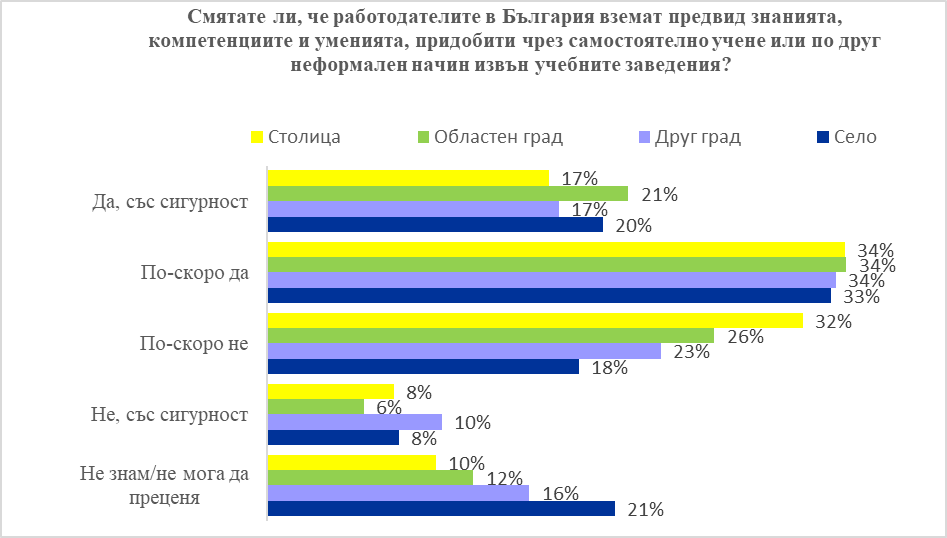 Смятате ли, че работодателите в България вземат предвид знанията,
компетенциите и уменията, придобити чрез самостоятелно учене или по друг
неформален начин извън учебните заведения?
Столица Областен град Друг град Село
Да, със сигурност
17%
21%
17%
20%
По-скоро да
34%
34%
34%
33%
По-скоро не
32%
26%
23%
18%
Не, със сигурност
8%
6%
10%
8%
Не знам/не мога да
преценя
10%
12%
16%
21%